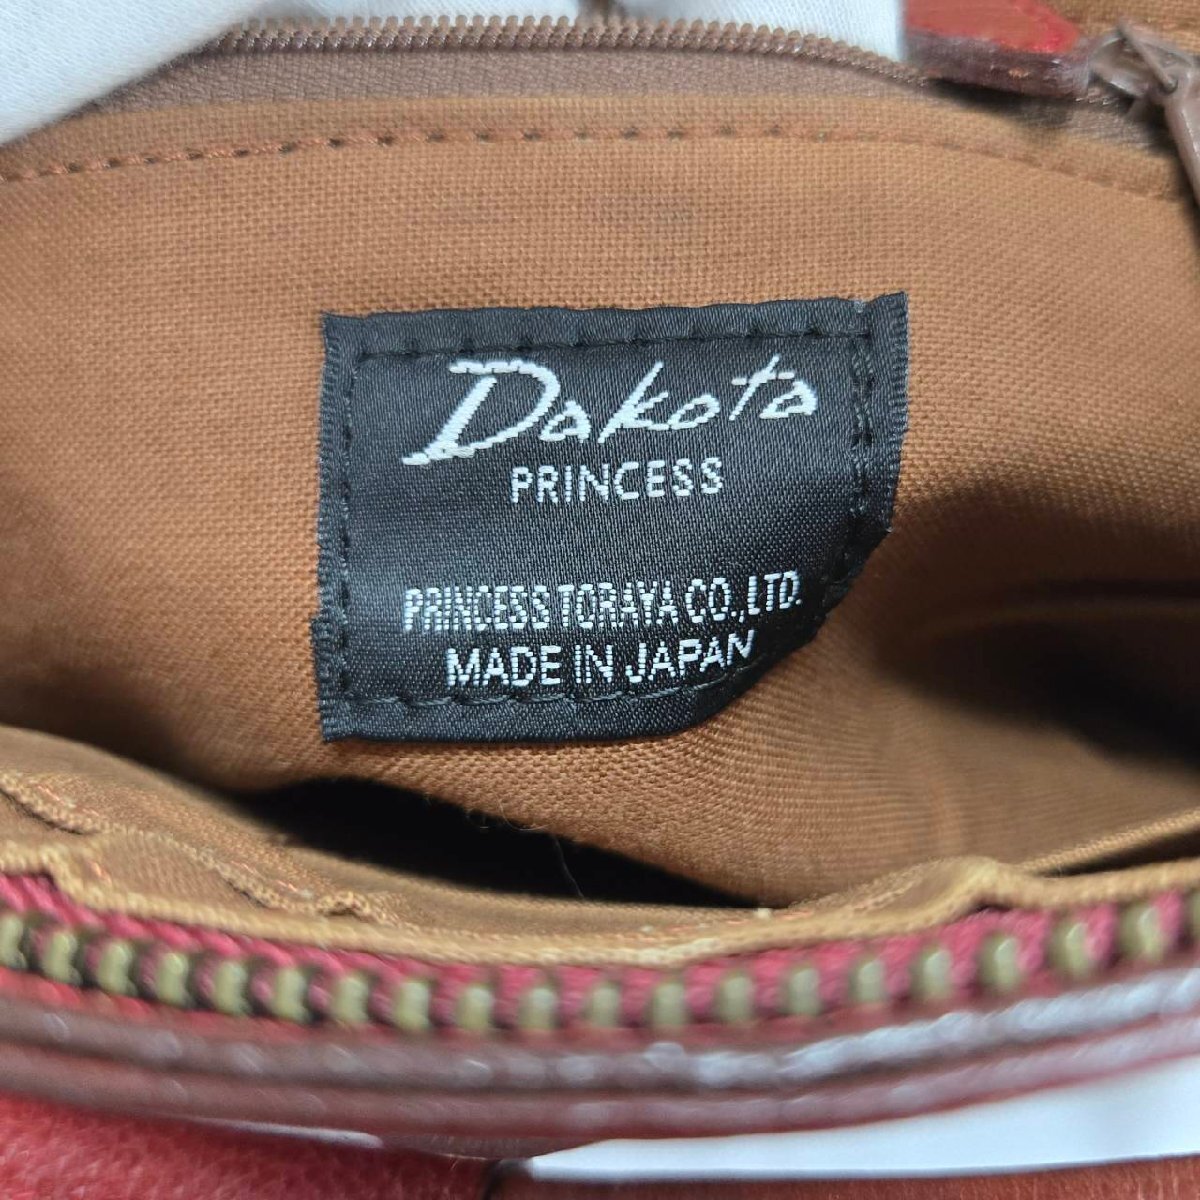 Dakota
PRINCESS
PRINCESS TORAYA CO., LTD.
MADE IN JAPAN